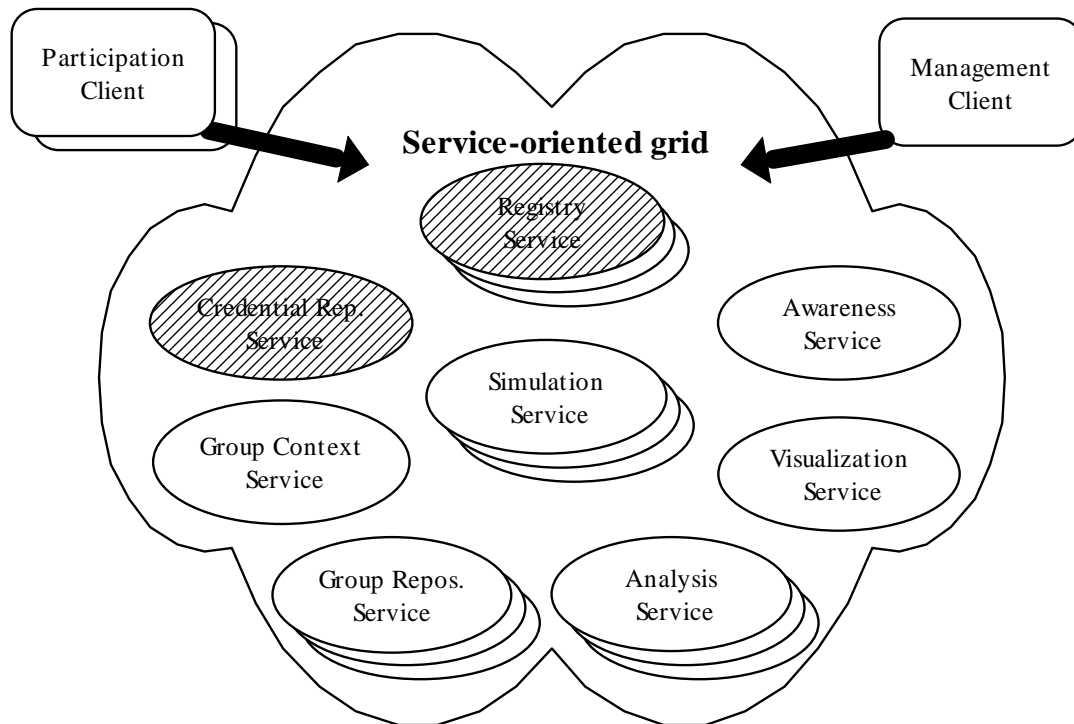 Participation
Client
Management
Client
Service-oriented grid
Registry
Service
Credential Rep.
Service
Awareness
Service
Simulation
Service
Group Context
Service
Visualization
Service
Group Repos.
Service
Analysis
Service